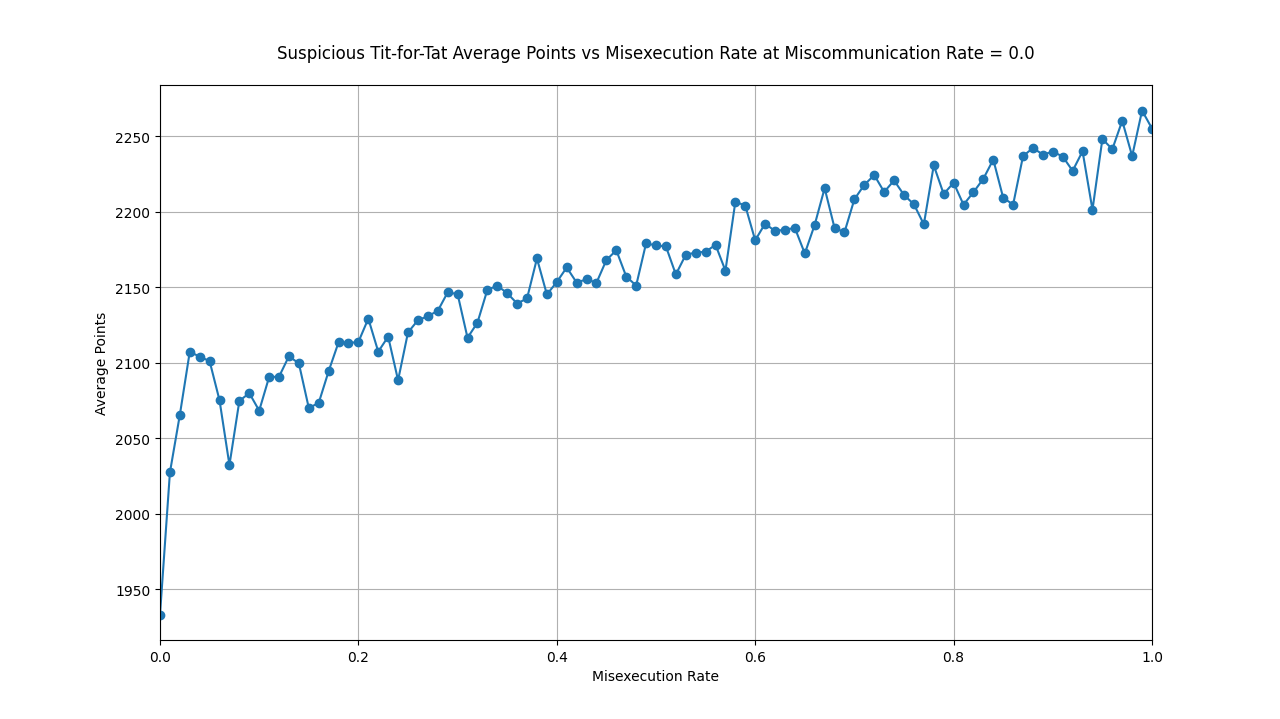 Suspicious Tit-for-Tat Average Points vs Misexecution Rate at Miscommunication Rate = 0.0
Average Points
2250
2200
2150
2100
2050
2000
1950
0.0 0.2 0.4 0.6 0.8 1.0
Misexecution Rate